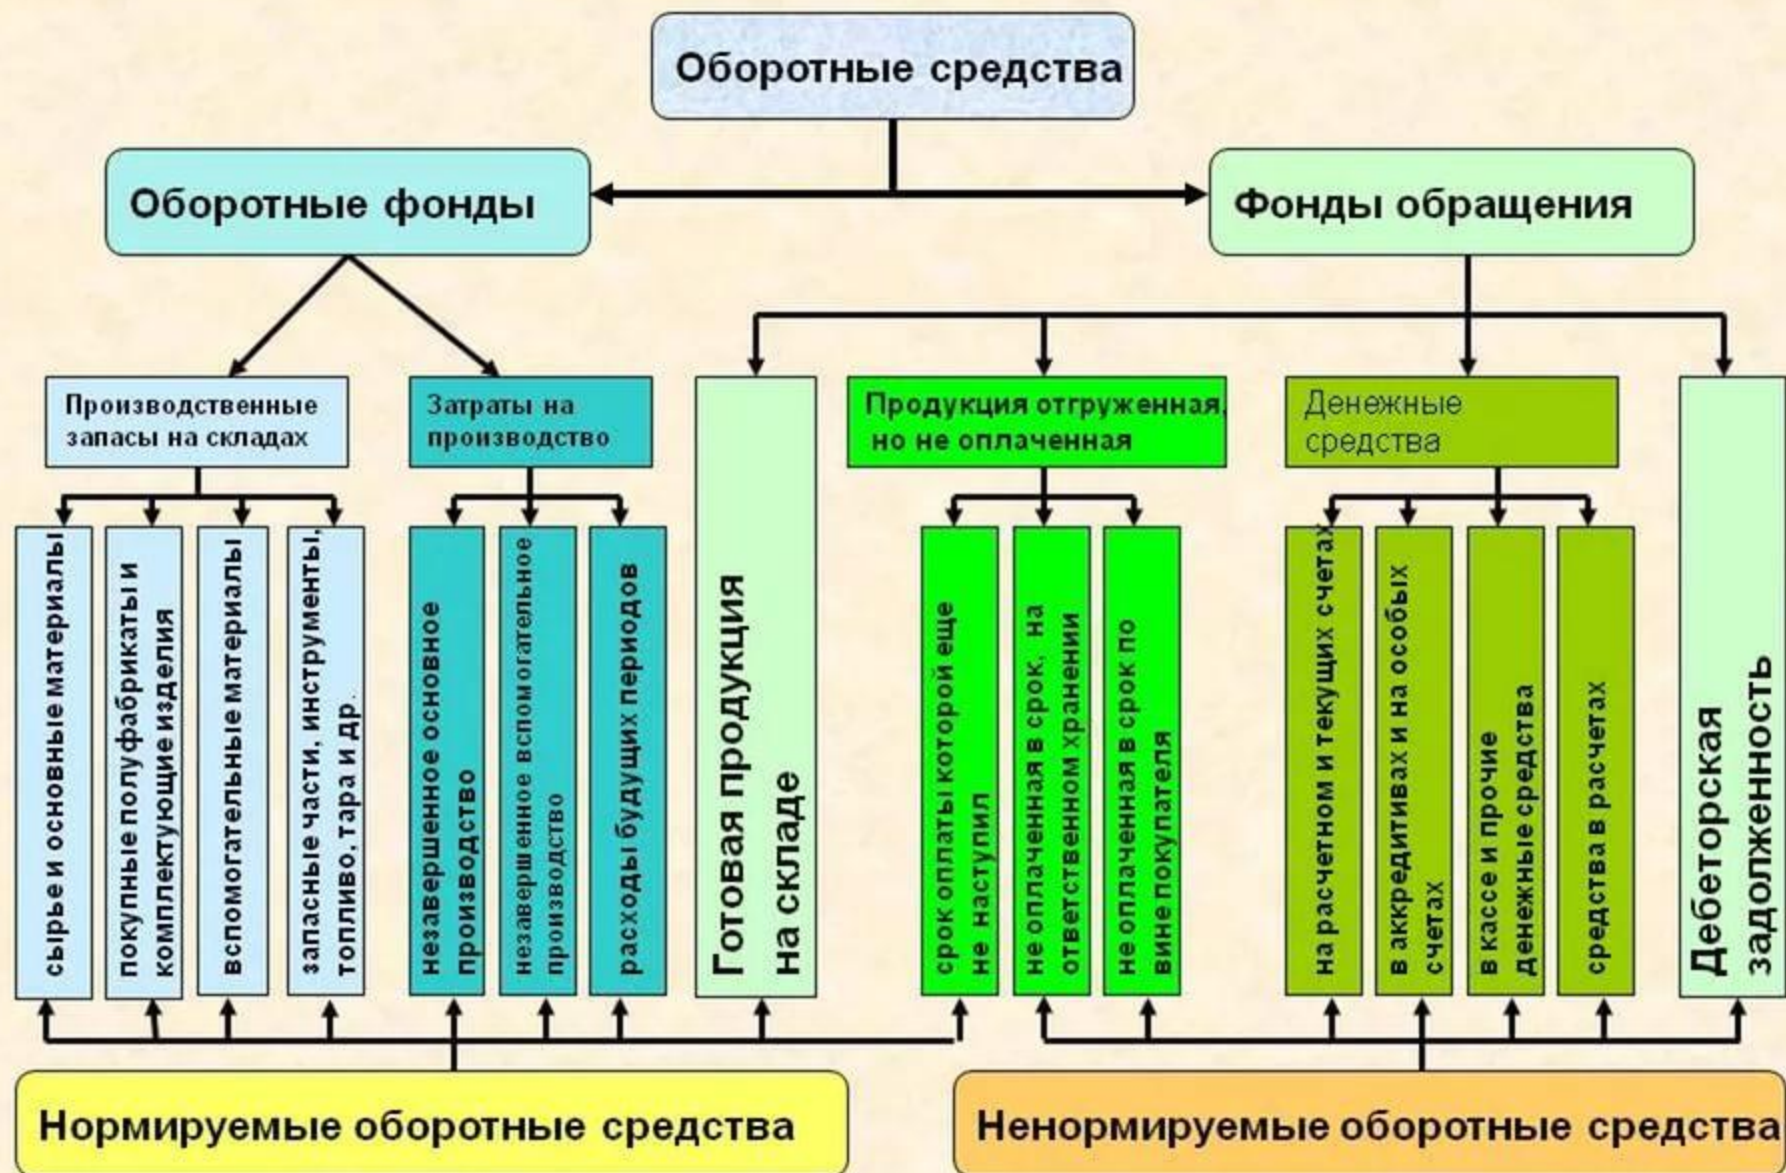 Оборотные средства
Оборотные фонды
Фонды обращения
Производственные
запасы на складах
Затраты на
производство
Продукция отгруженная,
но не оплаченная
Денежные
средства
сырье и основные материалы
покупные полуфабрикаты и
комплектующие изделия
вспомогательные материалы
запасные части, инструменты,
топливо, тара и др.
незавершенное основное
производство
незавершенное вспомогательное
производство
расходы будущих периодов
Готовая продукция
на складе
срок оплаты которой еще
не наступил
не оплаченная в срок, на
ответственном хранении
не оплаченная в срок по
вине покупателя
на расчетном и текущих счетах
в аккредитивах и на особых
счетах
в кассе и прочие
денежные средства
средства в расчетах
Дебеторская
задолженность
Нормируемые оборотные средства
Ненормируемые оборотные средства